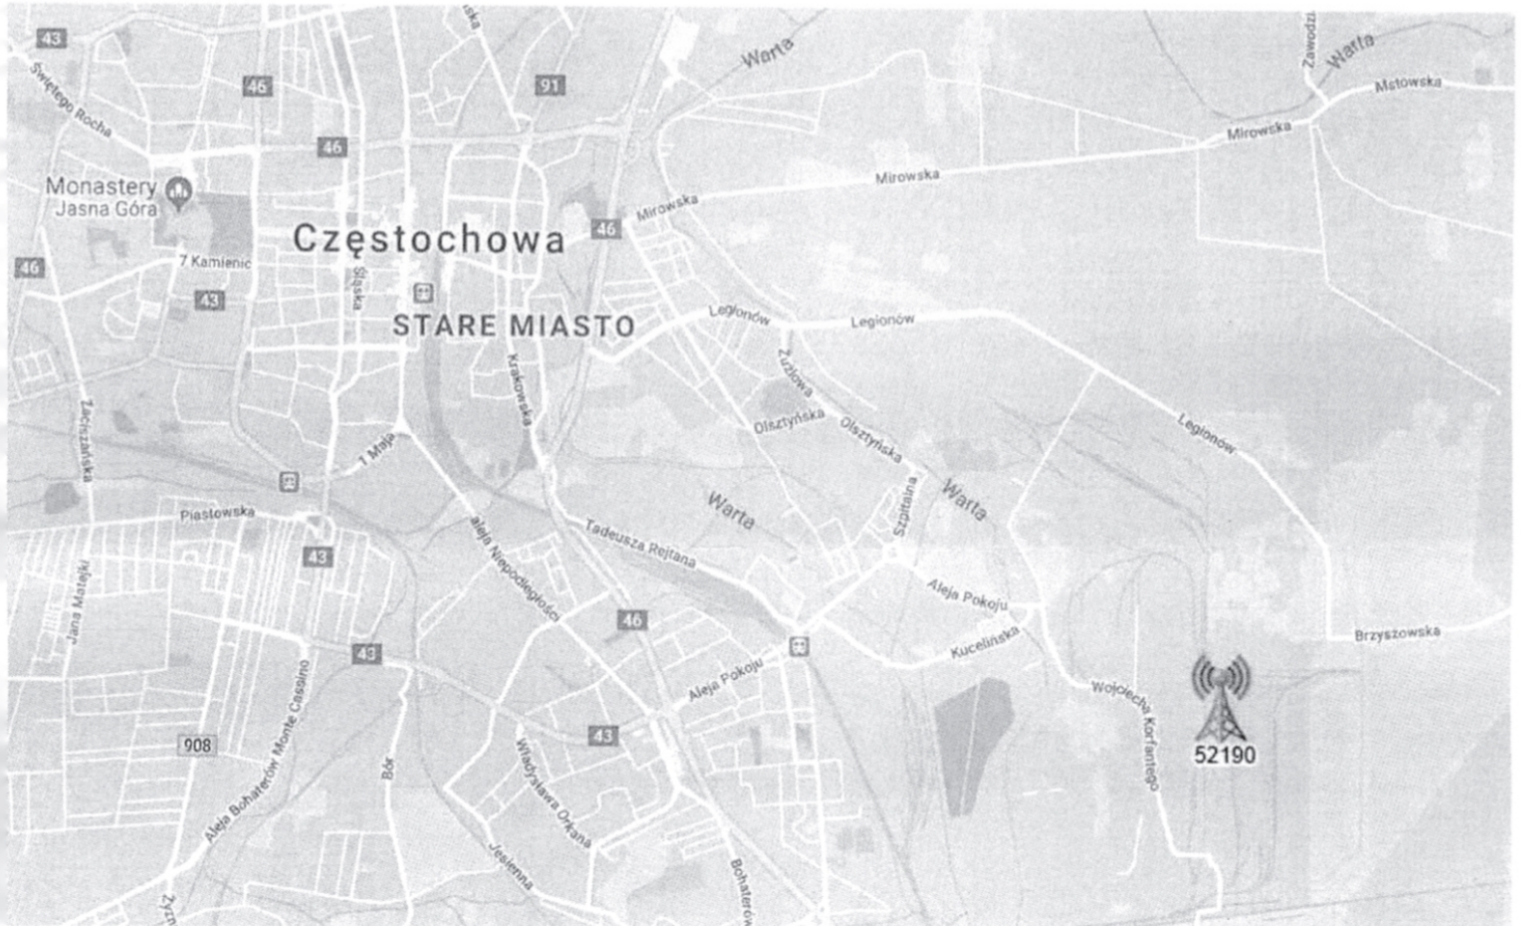 43
Świętego Rocha
46
91
Warta
Zawodzi
Warta
Mstowska
46
Mirowska
Monastery
Jasna Góra
Mirowska
Mirowska
46
Częstochowa
7 Kamienic
46
43
Śląska
STARE MIASTO
Legionów
Legionów
Krakowska
Żużlowa
Olsztyńska
Olsztyńska
Legionów
Zaciszańska
1 Maja
Piastowska
Warta
Szpitalna
Warta
43
aleja Niepodległości
Tadeusza Rejtana
Jana Matejki
Aleja Pokoju
46
43
Kucelińska
Brzyszowska
Aleja Pokoju
Wojciecha Korfantego
43
908
52190
Aleja Bohaterów Monte Cassino
Bór
Władysława Orkana
Jesienna
Bohaterów